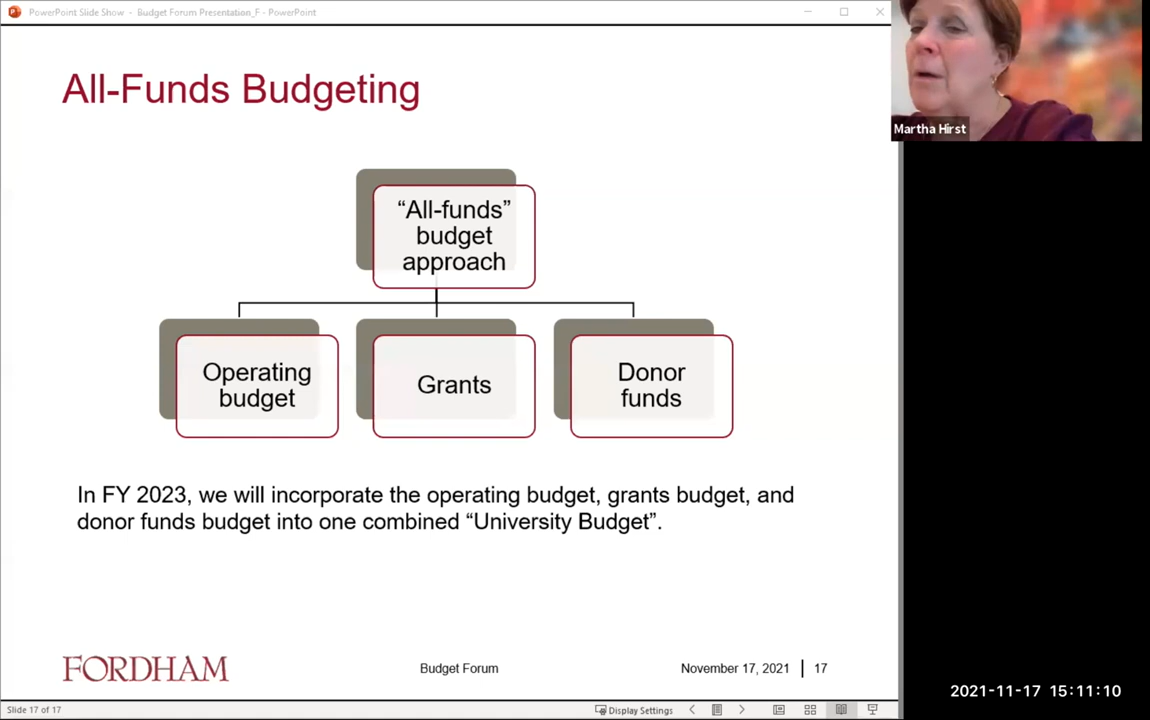 PowerPoint Slide Show - Budget Forum Presentation_F - PowerPoint
All-Funds Budgeting
Martha Hirst
“All-funds”
budget
approach
Operating
budget
Grants
Donor
funds
In FY 2023, we will incorporate the operating budget, grants budget, and
donor funds budget into one combined “University Budget”.
FORDHAM
Budget Forum
November 17, 2021 | 17
2021-11-17 15:11:10
Slide 17 of 17
Display Settings